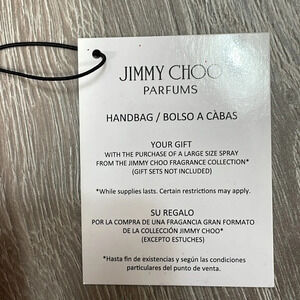 JIMMY CHOO
PARFUMS
HANDBAG / BOLSO A CÀBAS
YOUR GIFT
WITH THE PURCHASE OF A LARGE SIZE SPRAY
FROM THE JIMMY CHOO FRAGRANCE COLLECTION*
(GIFT SETS NOT INCLUDED)
*While supplies last. Certain restrictions may apply.
SU REGALO
POR LA COMPRA DE UNA FRAGANCIA GRAN FORMATO
DE LA COLLECCIÓN JIMMY CHOO*
(EXCEPTO ESTUCHES)
*Hasta fin de existencias y según las condiciones
particulares del punto de venta.